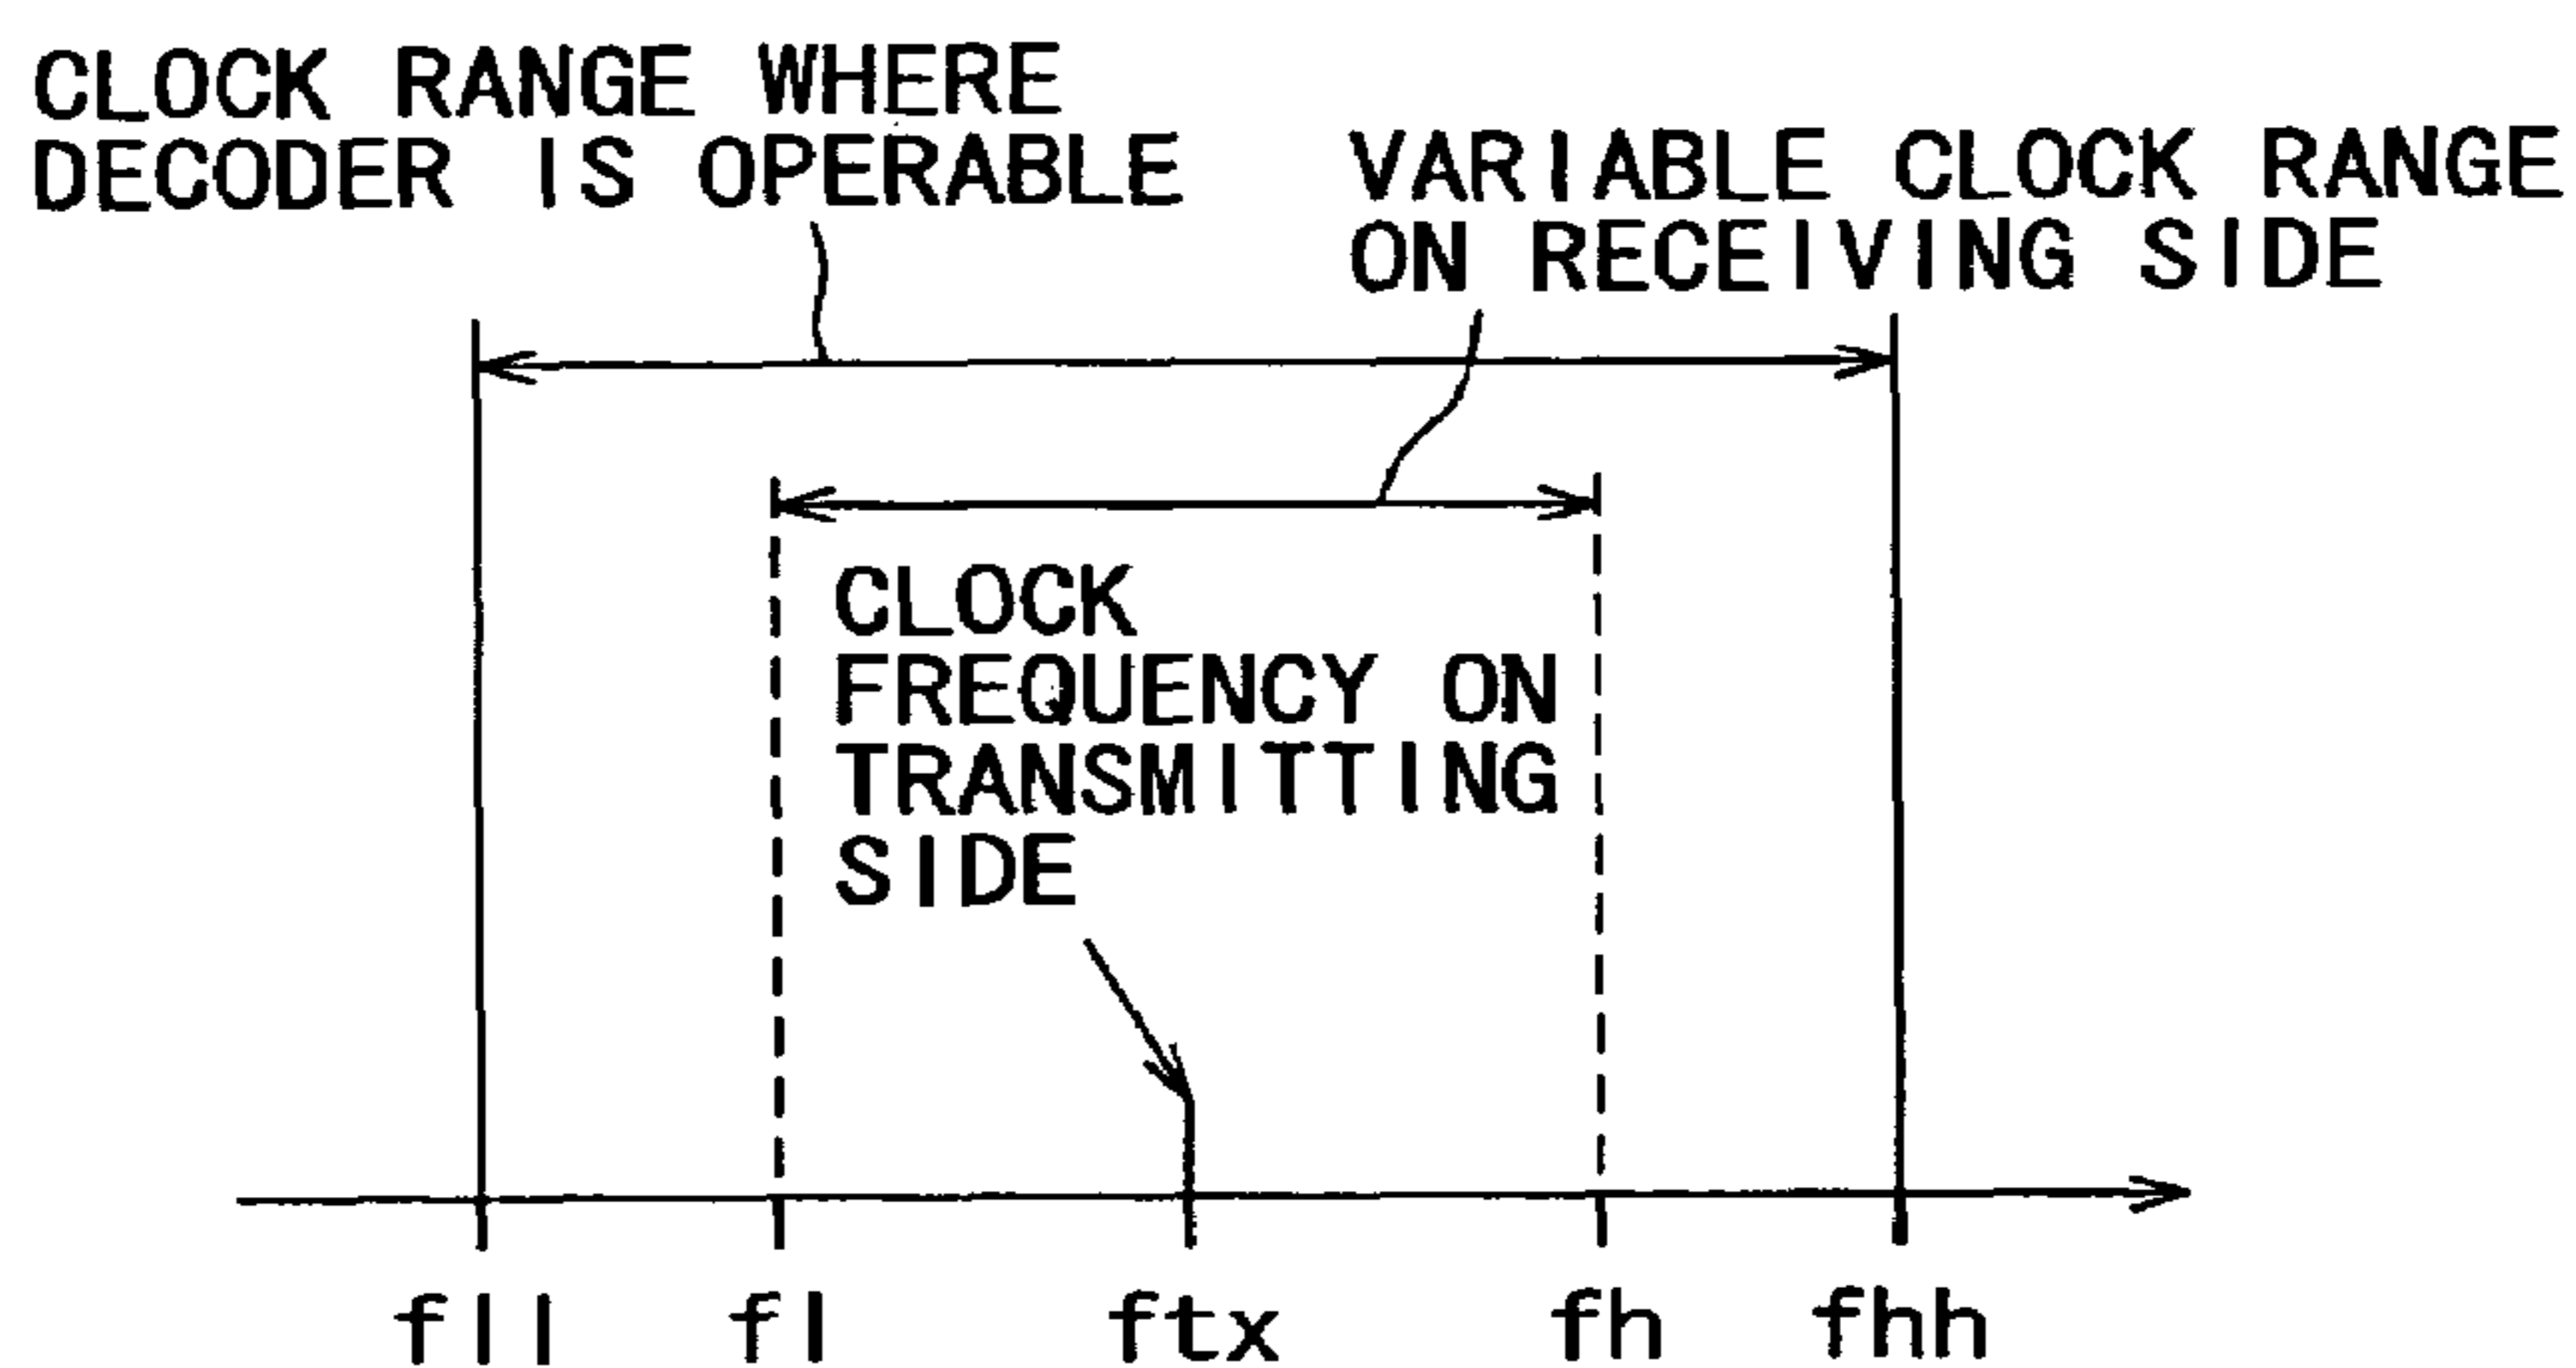 CLOCK RANGE WHERE
DECODER IS OPERABLE
VARIABLE CLOCK RANGE
ON RECEIVING SIDE
CLOCK
FREQUENCY ON
TRANSMITTING
SIDE
fll fl ftx fh fhh